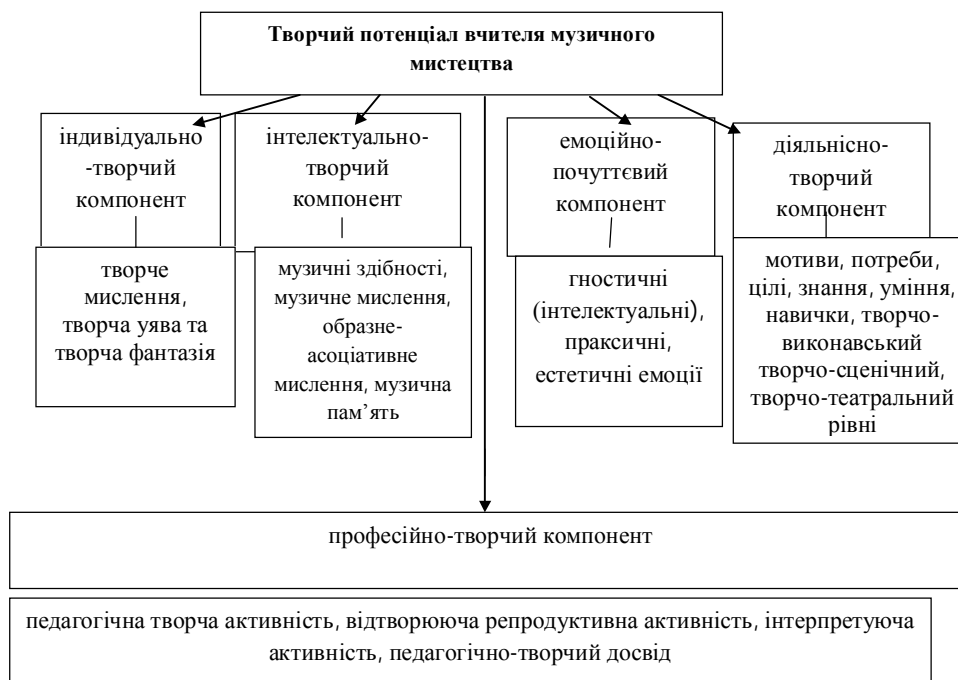 Творчий потенціал вчителя музичного
мистецтва
індивідуально
-творчий
компонент
інтелектуально-
творчий
компонент
емоційно-
почуттєвий
компонент
діяльнісно-
творчий
компонент
творче
мислення,
творча уява та
творча фантазія
музичні здібності,
музичне мислення,
образне-
асоціативне
мислення, музична
пам’ять
гностичні
(інтелектуальні),
праксичні,
естетичні емоції
мотиви, потреби,
цілі, знання, уміння,
навички, творчо-
виконавський
творчо-сценічний,
творчо-театральний
рівні
професійно-творчий компонент
педагогічна творча активність, відтворююча репродуктивна активність, інтерпретуюча
активність, педагогічно-творчий досвід